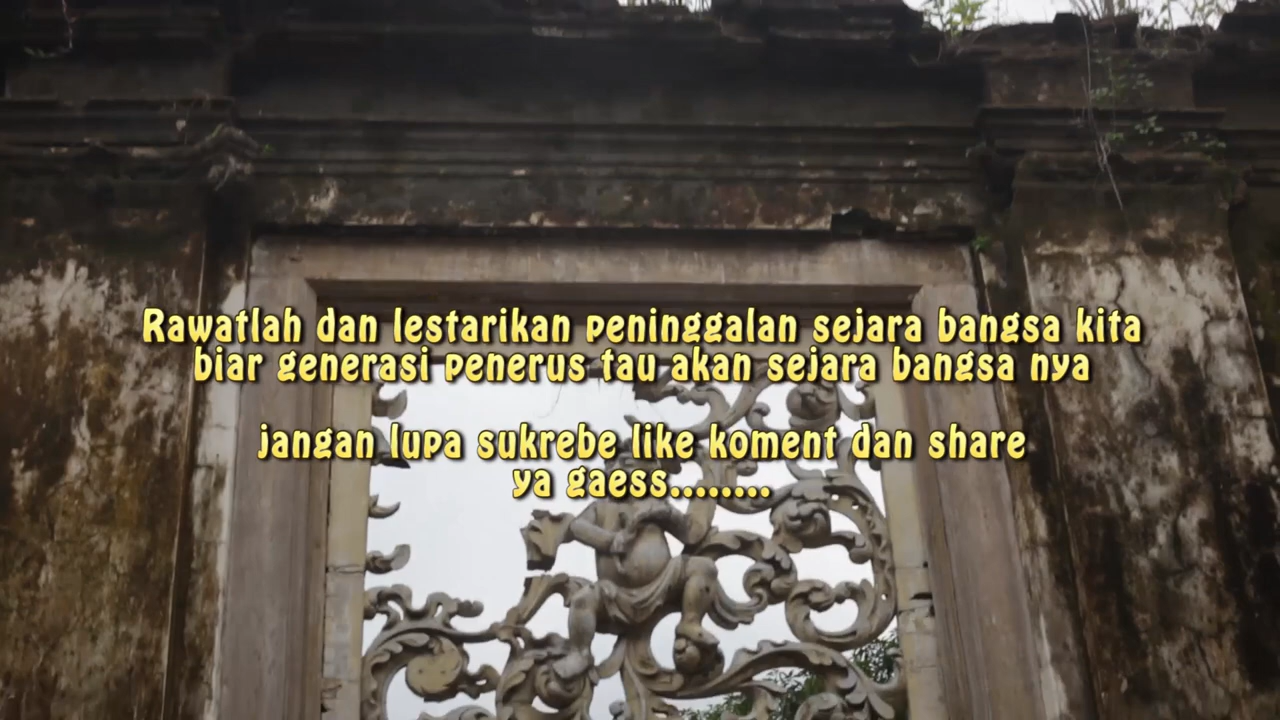 Rawatlah dan lestarikan peninggalan sejara bangsa kita
biar generasi penerus tau akan sejara bangsa nya
jangan lupa sukrebe like koment dan share
ya gaess........